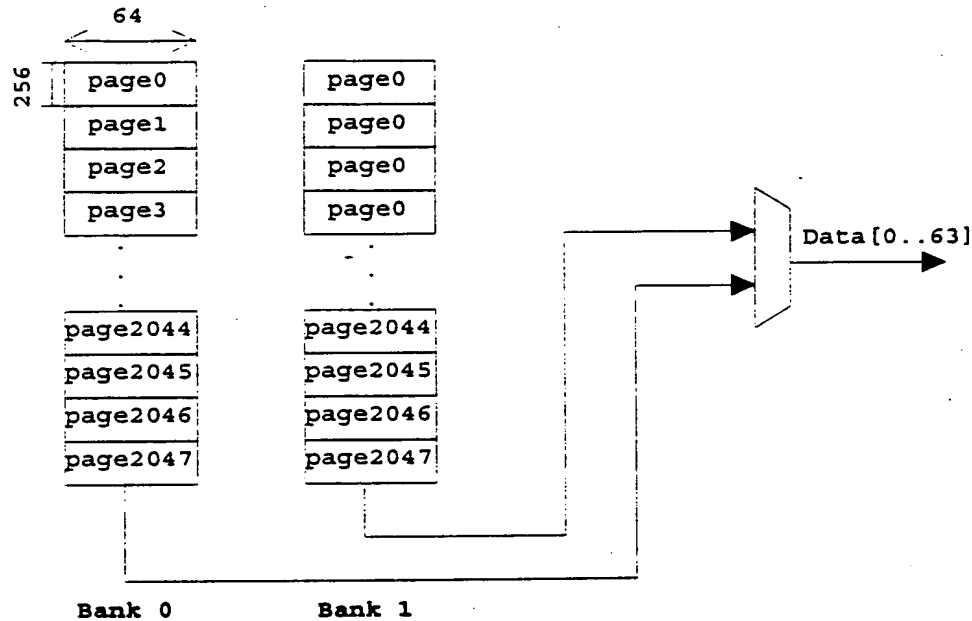 64
256
page0 page0
page1 page0
page2 page0
page3 page0
Data[0..63]
page2044 page2044
page2045 page2045
page2046 page2046
page2047 page2047
Bank 0 Bank 1